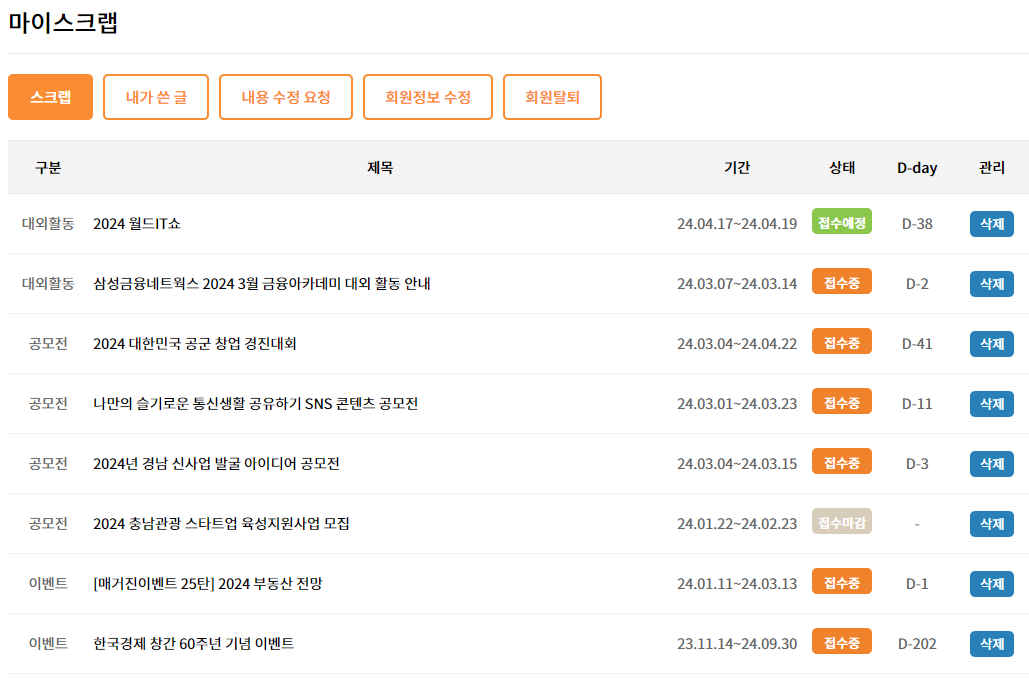 마이스크랩
스크랩 내가 쓴 글 내용 수정 요청 회원정보 수정 회원탈퇴
구분 제목 기간 상태 D-day 관리
대외활동 2024 월드IT쇼 24.04.17~24.04.19 접수예정 D-38 삭제
대외활동 삼성금융네트웍스 2024 3월 금융아카데미 대외 활동 안내 24.03.07~24.03.14 접수중 D-2 삭제
공모전 2024 대한민국 공군 창업 경진대회 24.03.04~24.04.22 접수중 D-41 삭제
공모전 나만의 슬기로운 통신생활 공유하기 SNS 콘텐츠 공모전 24.03.01~24.03.23 접수중 D-11 삭제
공모전 2024년 경남 신사업 발굴 아이디어 공모전 24.03.04~24.03.15 접수중 D-3 삭제
공모전 2024 충남관광 스타트업 육성지원사업 모집 24.01.22~24.02.23 접수마감 - 삭제
이벤트 [매거진이벤트 25탄] 2024 부동산 전망 24.01.11~24.03.13 접수중 D-1 삭제
이벤트 한국경제 창간 60주년 기념 이벤트 23.11.14~24.09.30 접수중 D-202 삭제